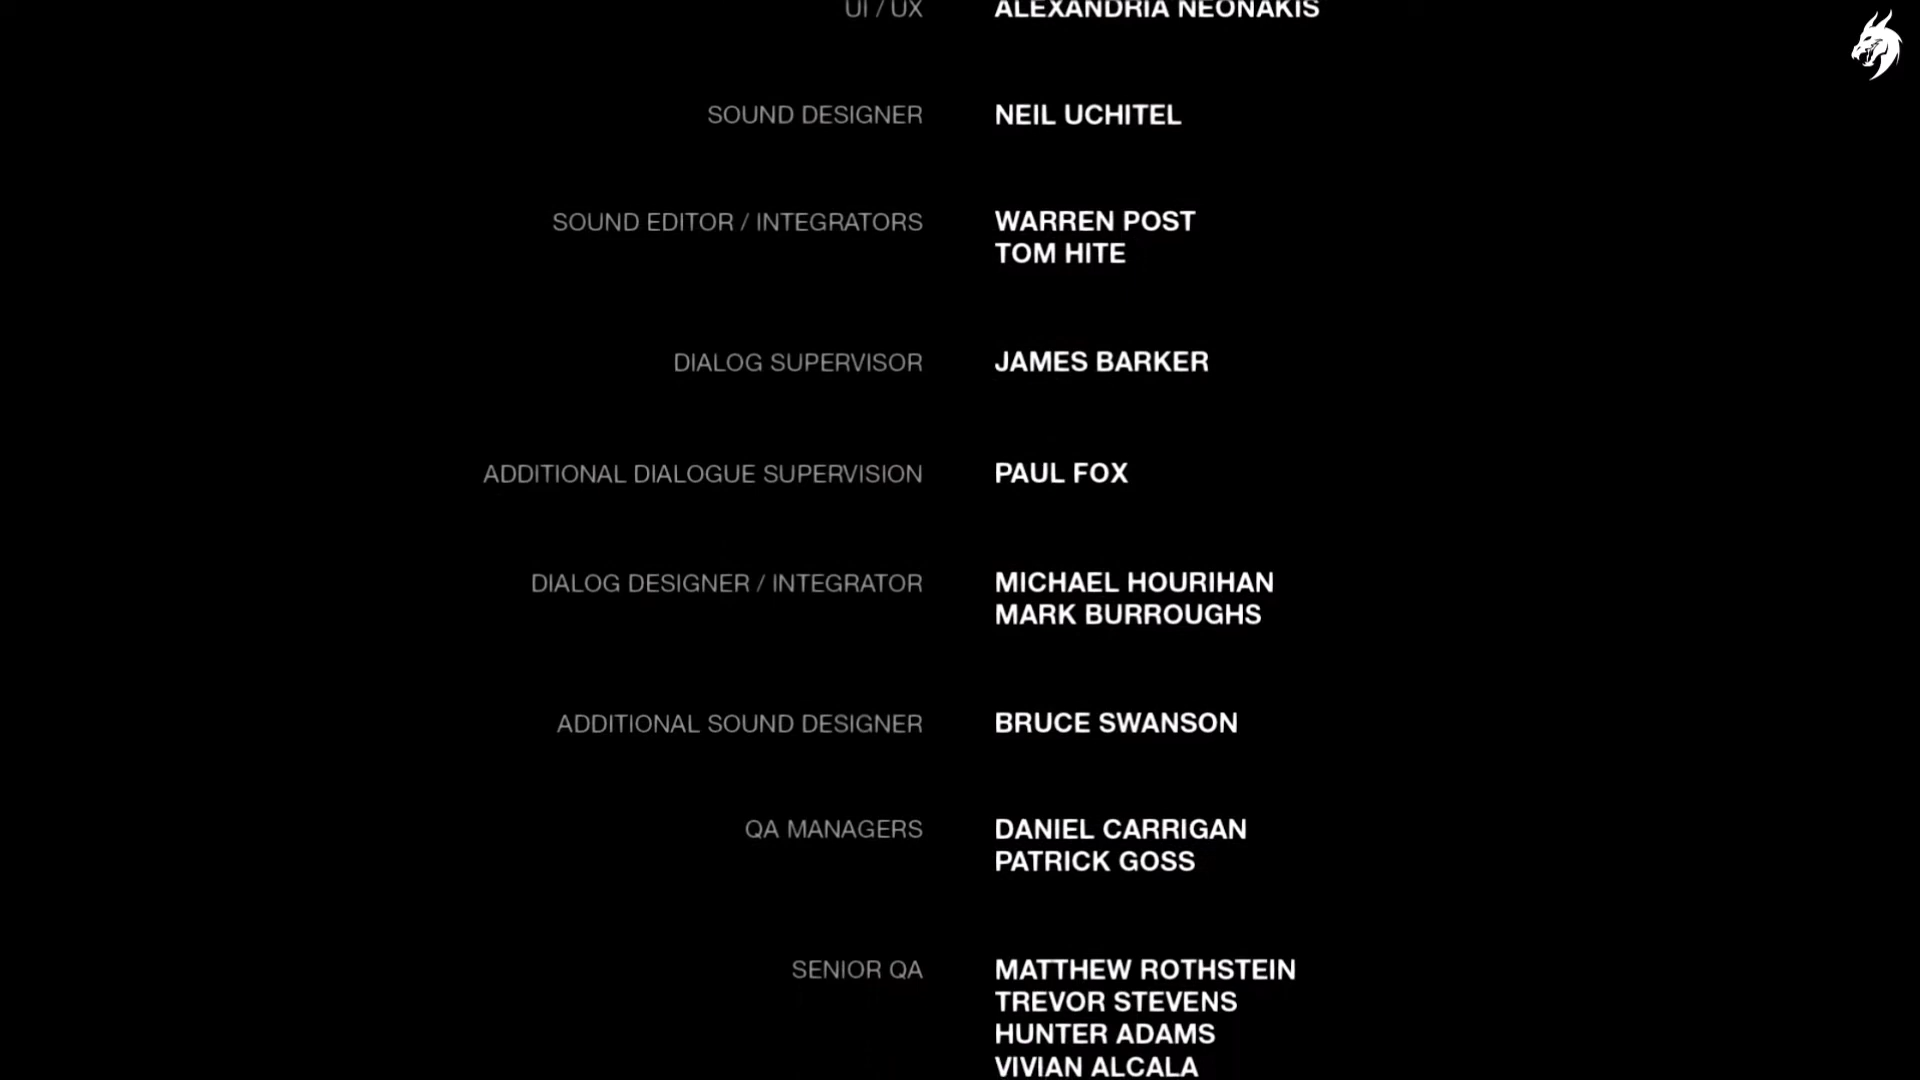 UI / UX ALEXANDRIA NEONAKIS
SOUND DESIGNER NEIL UCHITEL
SOUND EDITOR / INTEGRATORS WARREN POST
TOM HITE
DIALOG SUPERVISOR JAMES BARKER
ADDITIONAL DIALOGUE SUPERVISION PAUL FOX
DIALOG DESIGNER / INTEGRATOR MICHAEL HOURIHAN
MARK BURROUGHS
ADDITIONAL SOUND DESIGNER BRUCE SWANSON
QA MANAGERS DANIEL CARRIGAN
PATRICK GOSS
SENIOR QA MATTHEW ROTHSTEIN
TREVOR STEVENS
HUNTER ADAMS
VIVIAN ALCALA